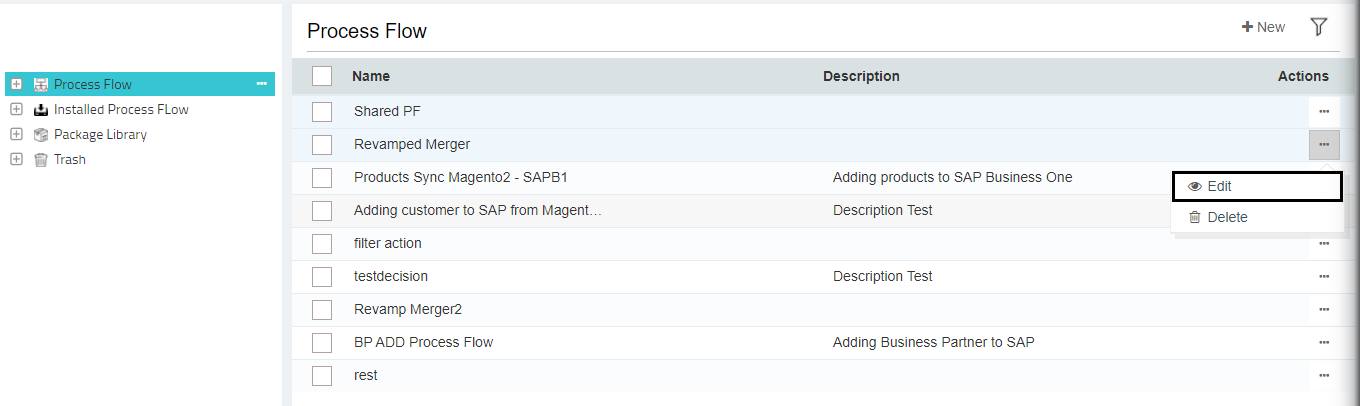 Process Flow
Installed Process FLow
Package Library
Trash
Process Flow
New
Name Description Actions
Shared PF
Revamped Merger
Products Sync Magento2 - SAPB1 Adding products to SAP Business One
Edit
Adding customer to SAP from Magent… Description Test
Delete
filter action
testdecision Description Test
Revamp Merger2
BP ADD Process Flow Adding Business Partner to SAP
rest